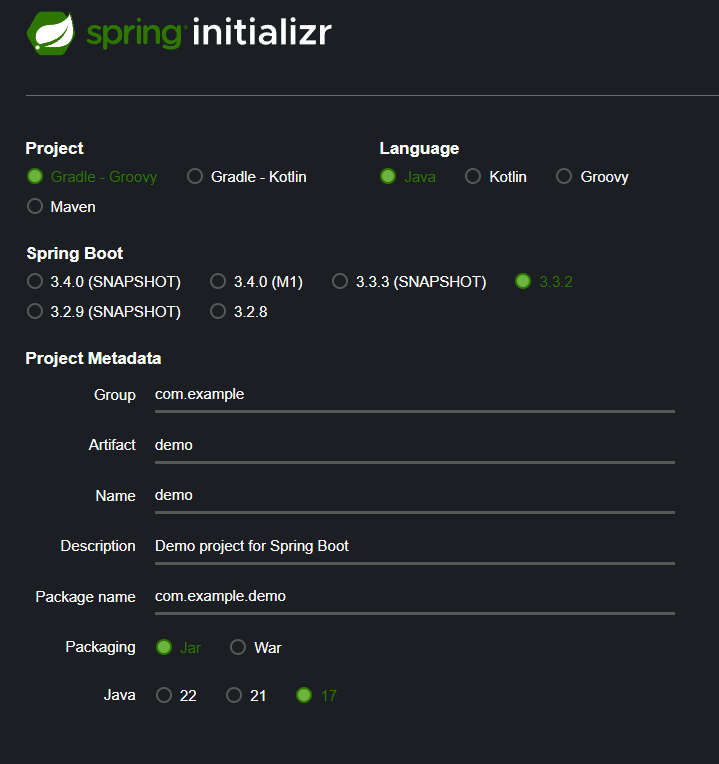 spring initializr
Project
Gradle - Groovy Gradle - Kotlin
Maven
Language
Java Kotlin Groovy
Spring Boot
3.4.0 (SNAPSHOT) 3.4.0 (M1) 3.3.3 (SNAPSHOT) 3.3.2
3.2.9 (SNAPSHOT) 3.2.8
Project Metadata
Group com.example
Artifact demo
Name demo
Description Demo project for Spring Boot
Package name com.example.demo
Packaging Jar War
Java 22 21 17